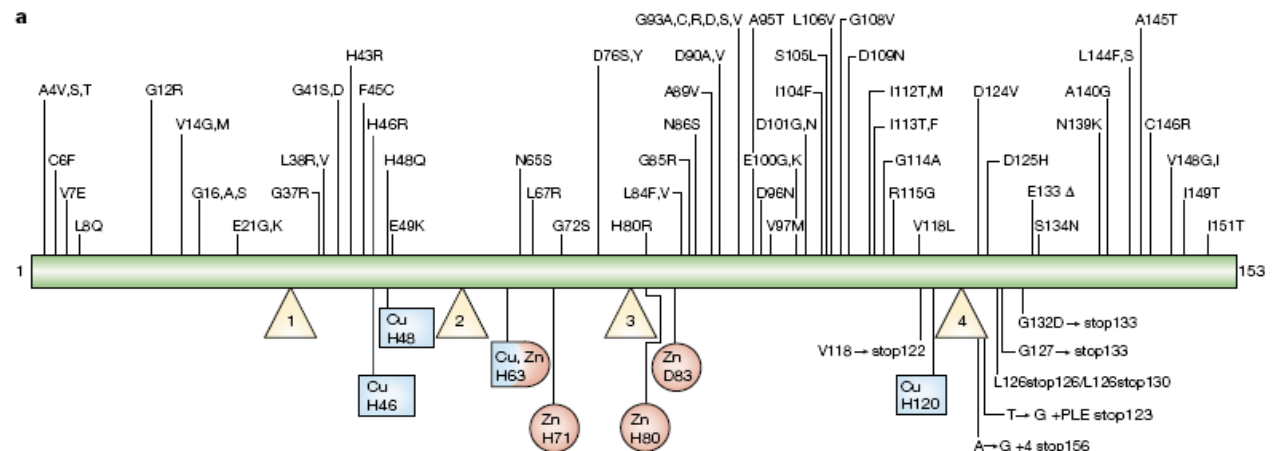 a
G93A,C,R,D,S,V
A95T
L106V
G108V
A145T
H43R
D76S,Y
D90A,V
S105L
D109N
L144F,S
A4V,S,T
G12R
G41S,D
F45C
A89V
I104F
I112T,M
D124V
A140G
V14G,M
H46R
N86S
D101G,N
I113T,F
N139K
C146R
C6F
L38R,V
H48Q
N65S
G85R
E100G,K
G114A
D125H
V148G,I
V7E
G16,A,S
G37R
L67R
L84F,V
D96N
R115G
E133 Δ
I149T
L8Q
E21G,K
E49K
G72S
H80R
V97M
V118L
S134N
I151T
1
153
1
2
3
4
Cu
H48
Cu, Zn
H63
Zn
D83
Cu
H46
Zn
H71
Zn
H80
Cu
H120
G132D → stop133
V118 → stop122
G127 → stop133
L126stop126/L126stop130
T → G +PLE stop123
A→ G +4 stop156